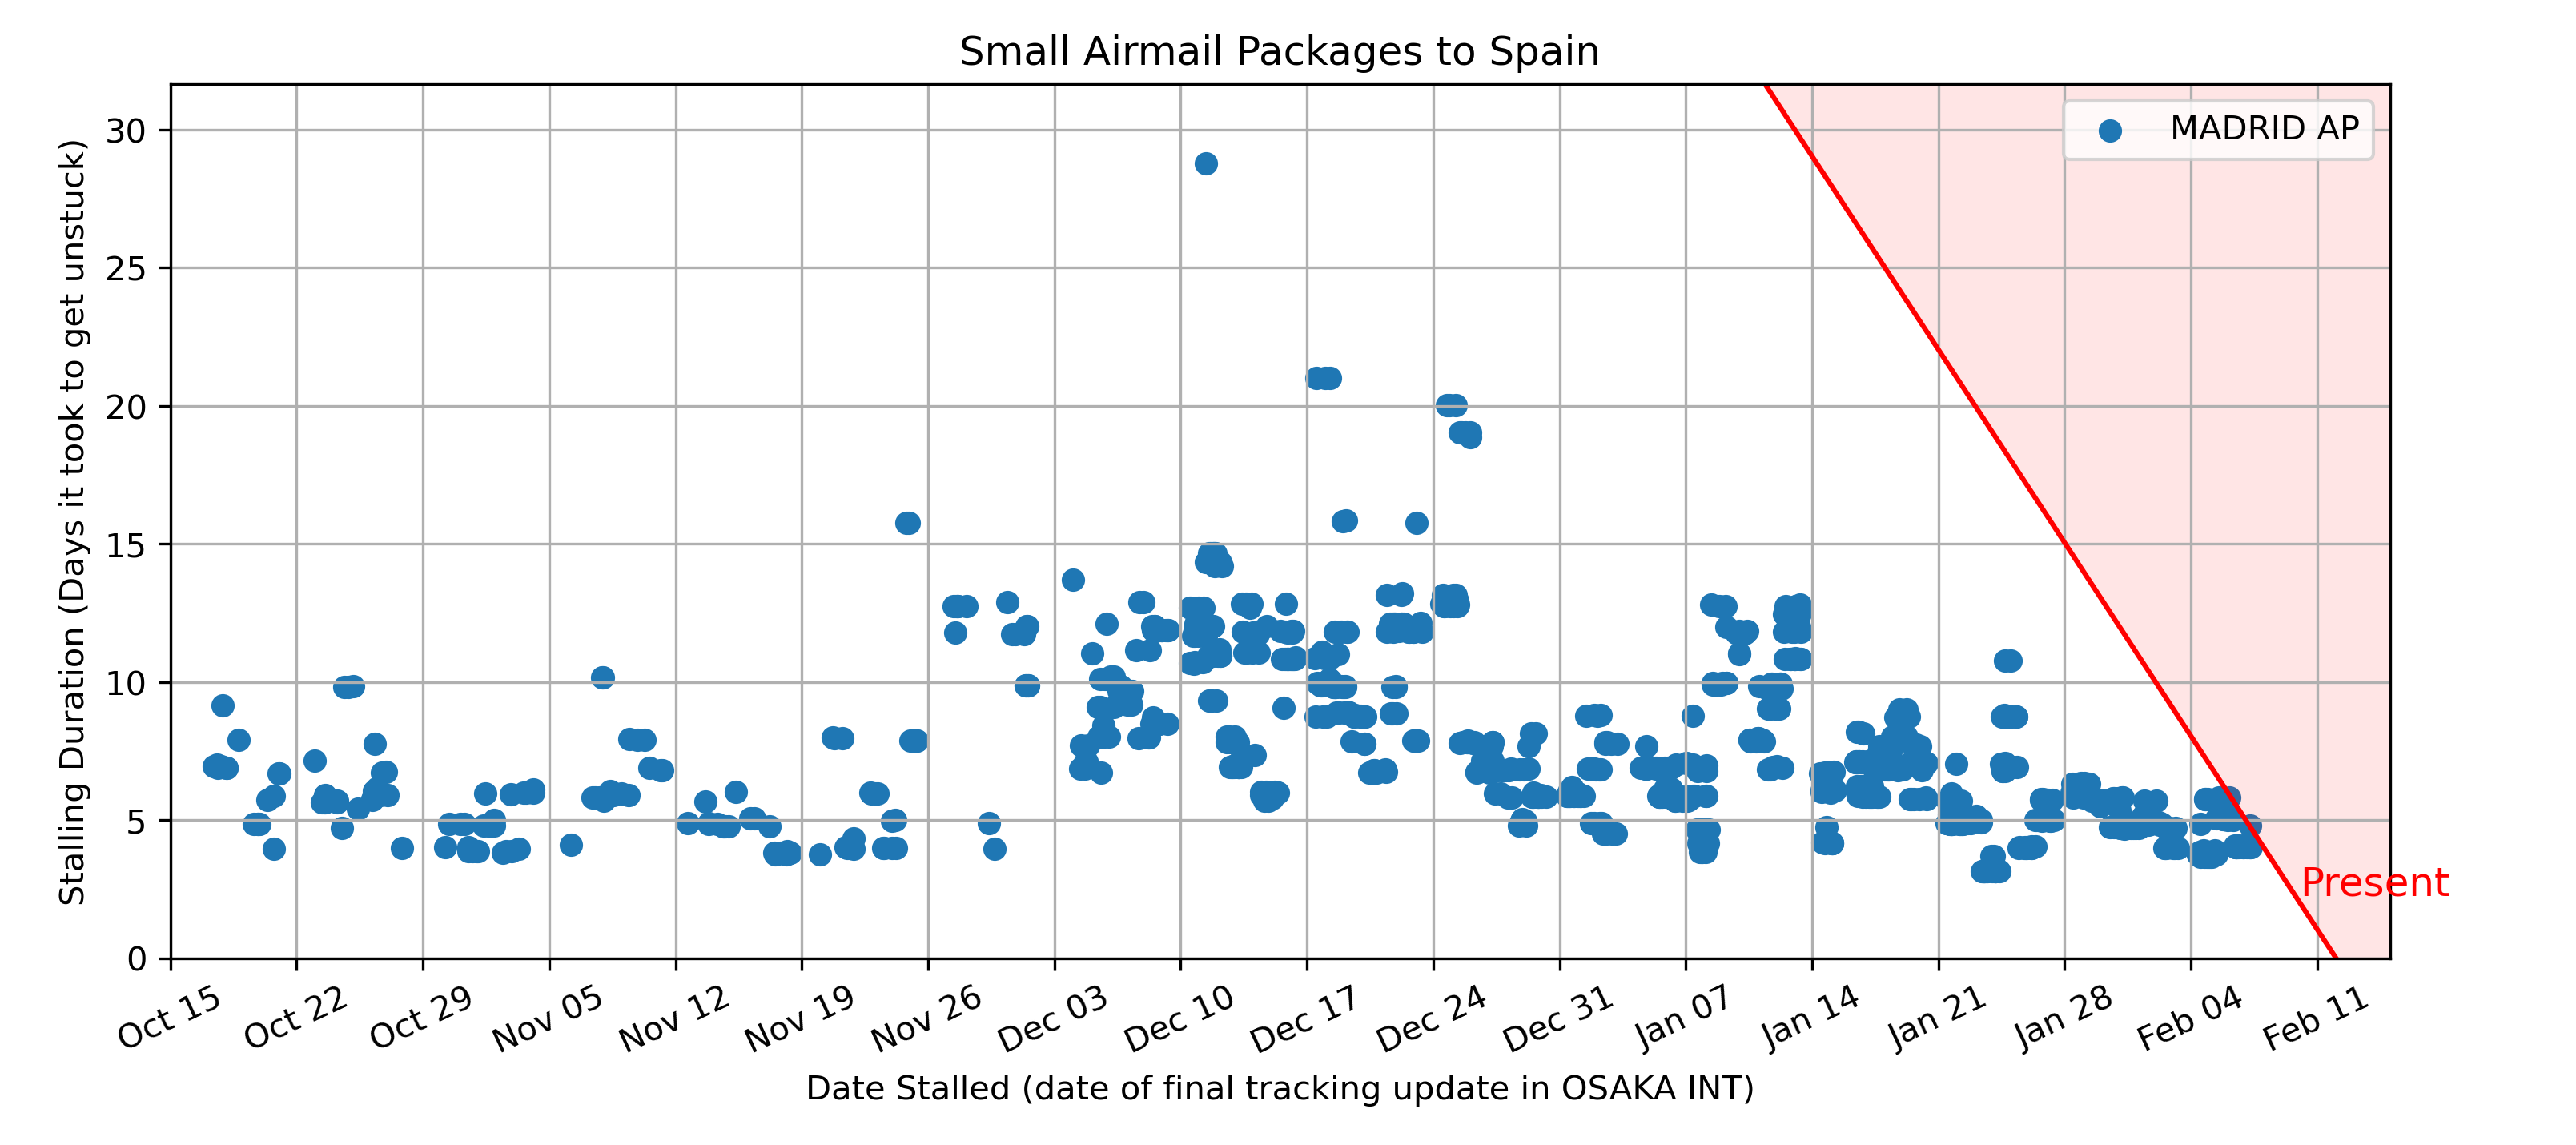 Small Airmail Packages to Spain
MADRID AP
Stalling Duration (Days it took to get unstuck)
30
25
20
15
10
5
0
Present
Oct 15
Oct 22
Oct 29
Nov 05
Nov 12
Nov 19
Nov 26
Dec 03
Dec 10
Dec 17
Dec 24
Dec 31
Jan 07
Jan 14
Jan 21
Jan 28
Feb 04
Feb 11
Date Stalled (date of final tracking update in OSAKA INT)